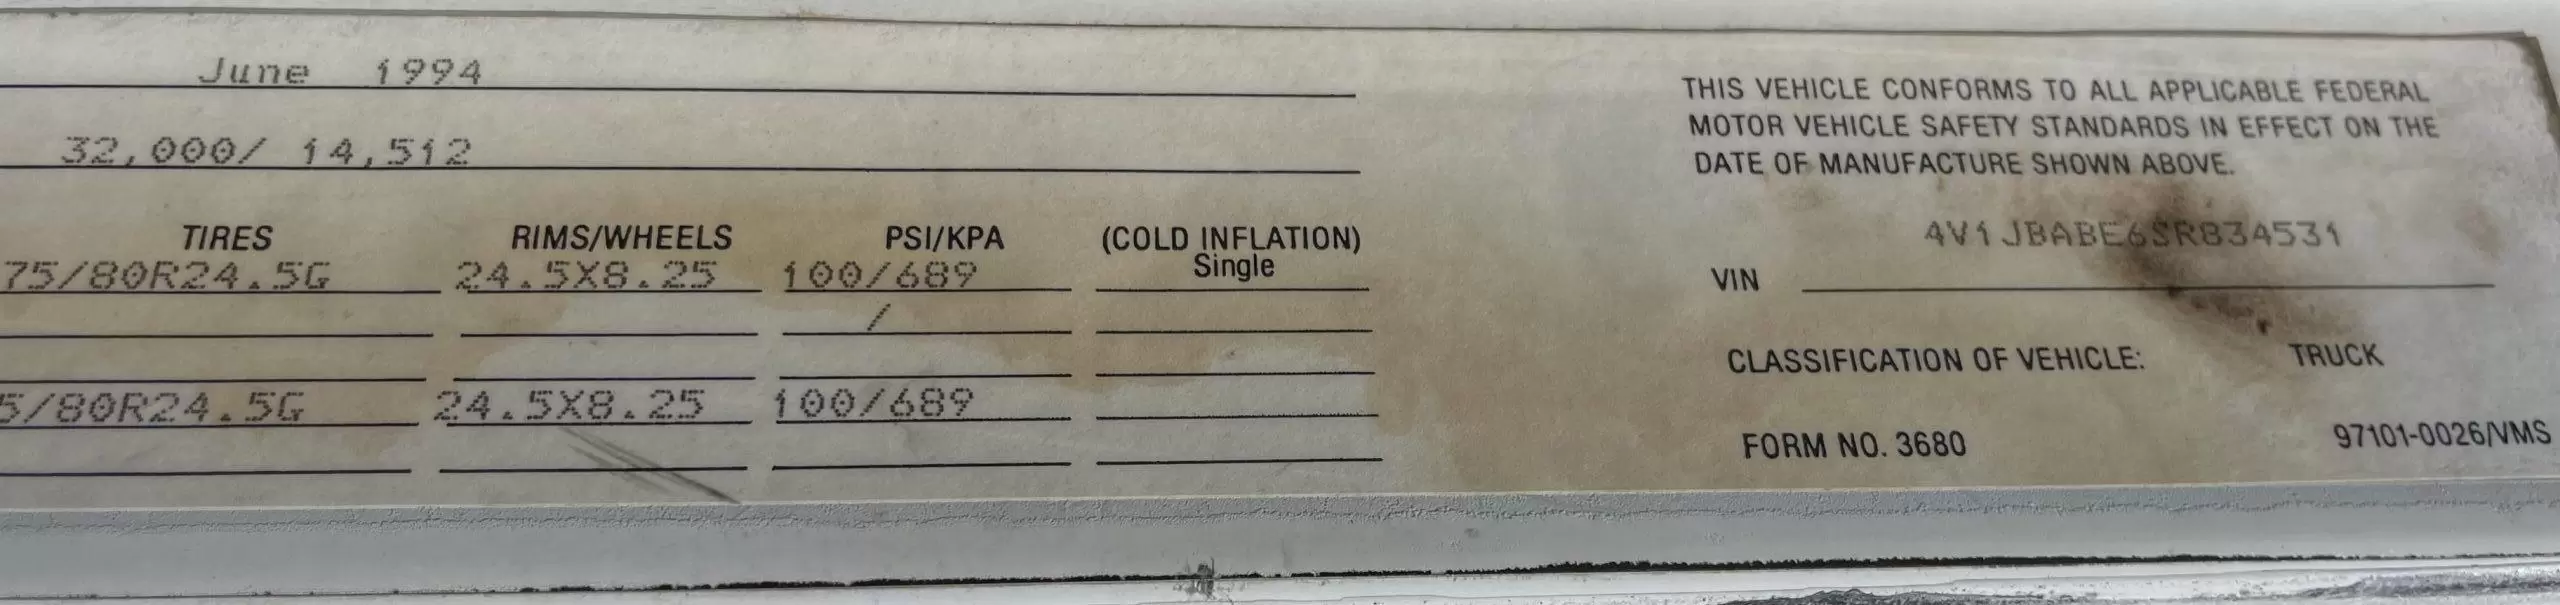 June 1994
32,000/ 14,512
THIS VEHICLE CONFORMS TO ALL APPLICABLE FEDERAL
MOTOR VEHICLE SAFETY STANDARDS IN EFFECT ON THE
DATE OF MANUFACTURE SHOWN ABOVE.
TIRES RIMS/WHEELS PSI/KPA (COLD INFLATION)
75/80R24.5G 24.5X8.25 100/689 Single
/
5/80R24.5G 24.5X8.25 100/689
4V1JBABE6SR834531
VIN
CLASSIFICATION OF VEHICLE: TRUCK
FORM NO. 3680 97101-0026/VMS